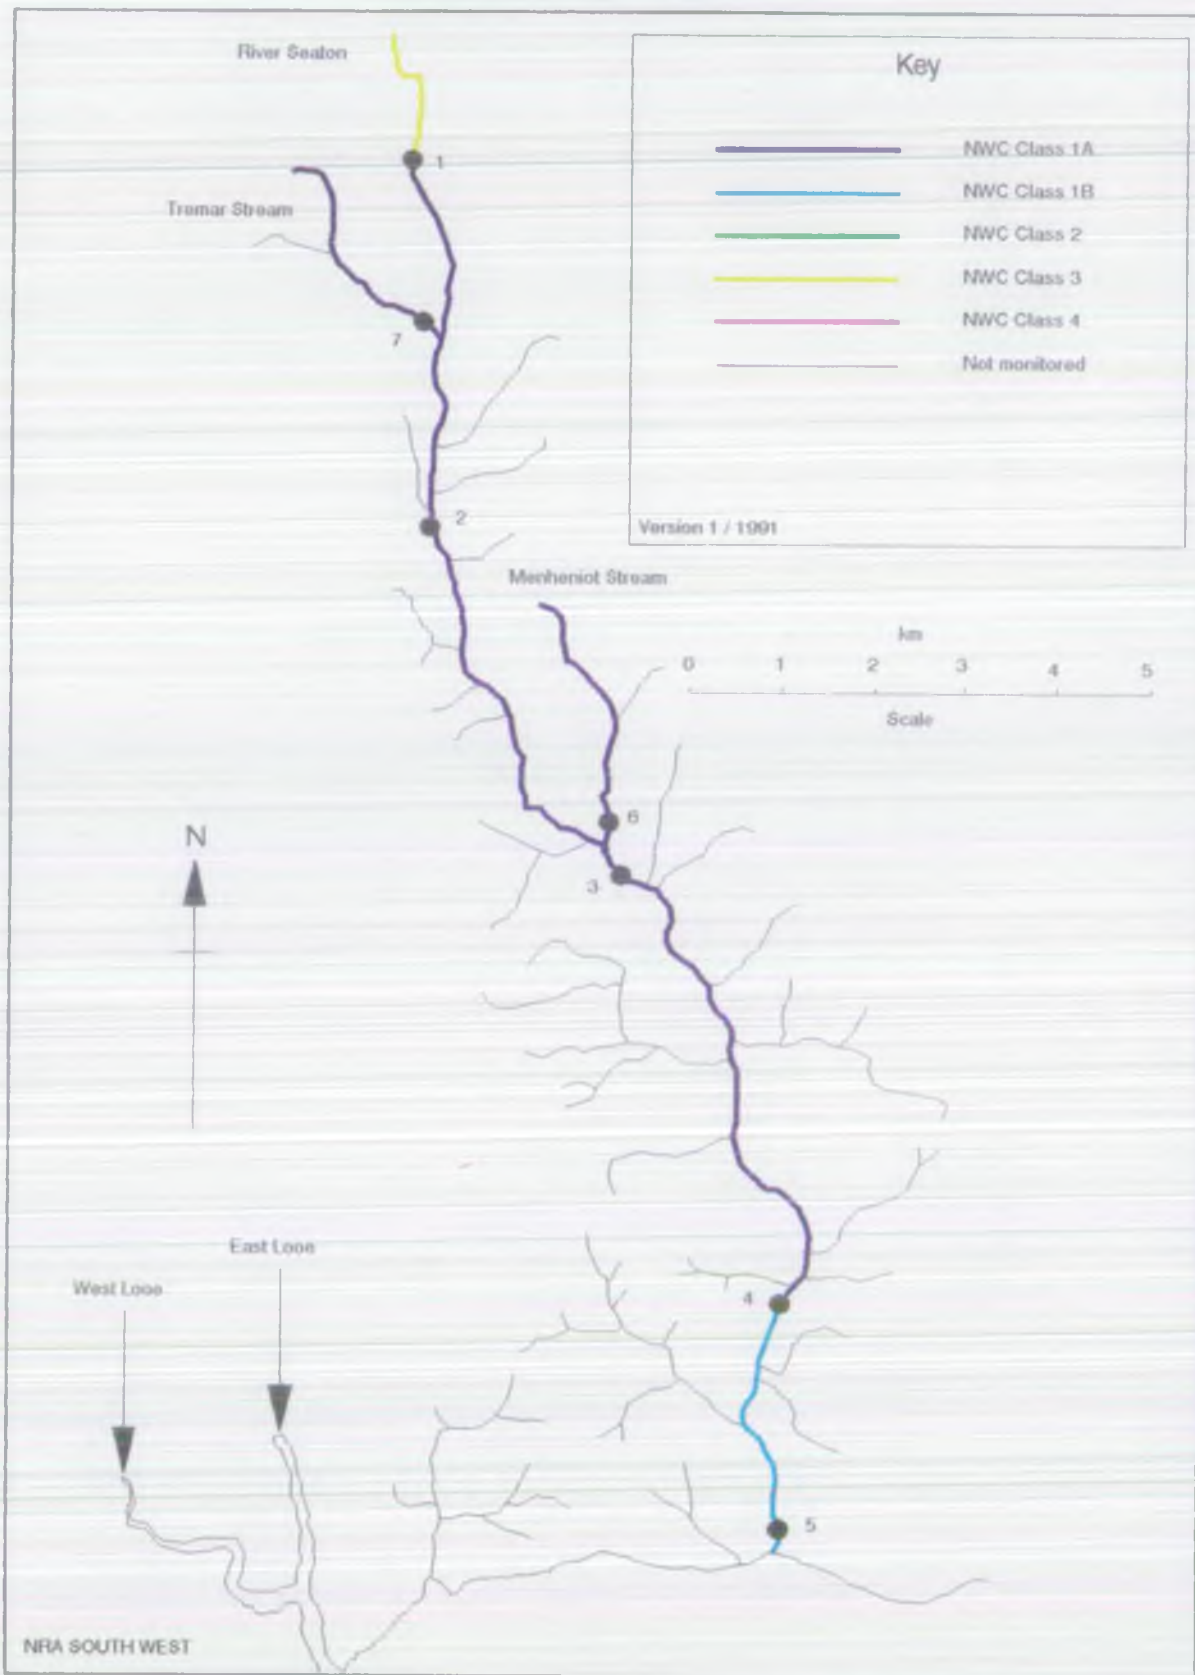 River Seaton
Key
1
NWC Class 1A
NWC Class 1B
Tremar Stream
NWC Class 2
NWC Class 3
7
NWC Class 4
Not monitored
2
Version 1 / 1991
Menheniot Stream
km
0 1 2 3 4 5
Scale
6
N
3
East Looe
West Looe
4
5
NRA SOUTH WEST